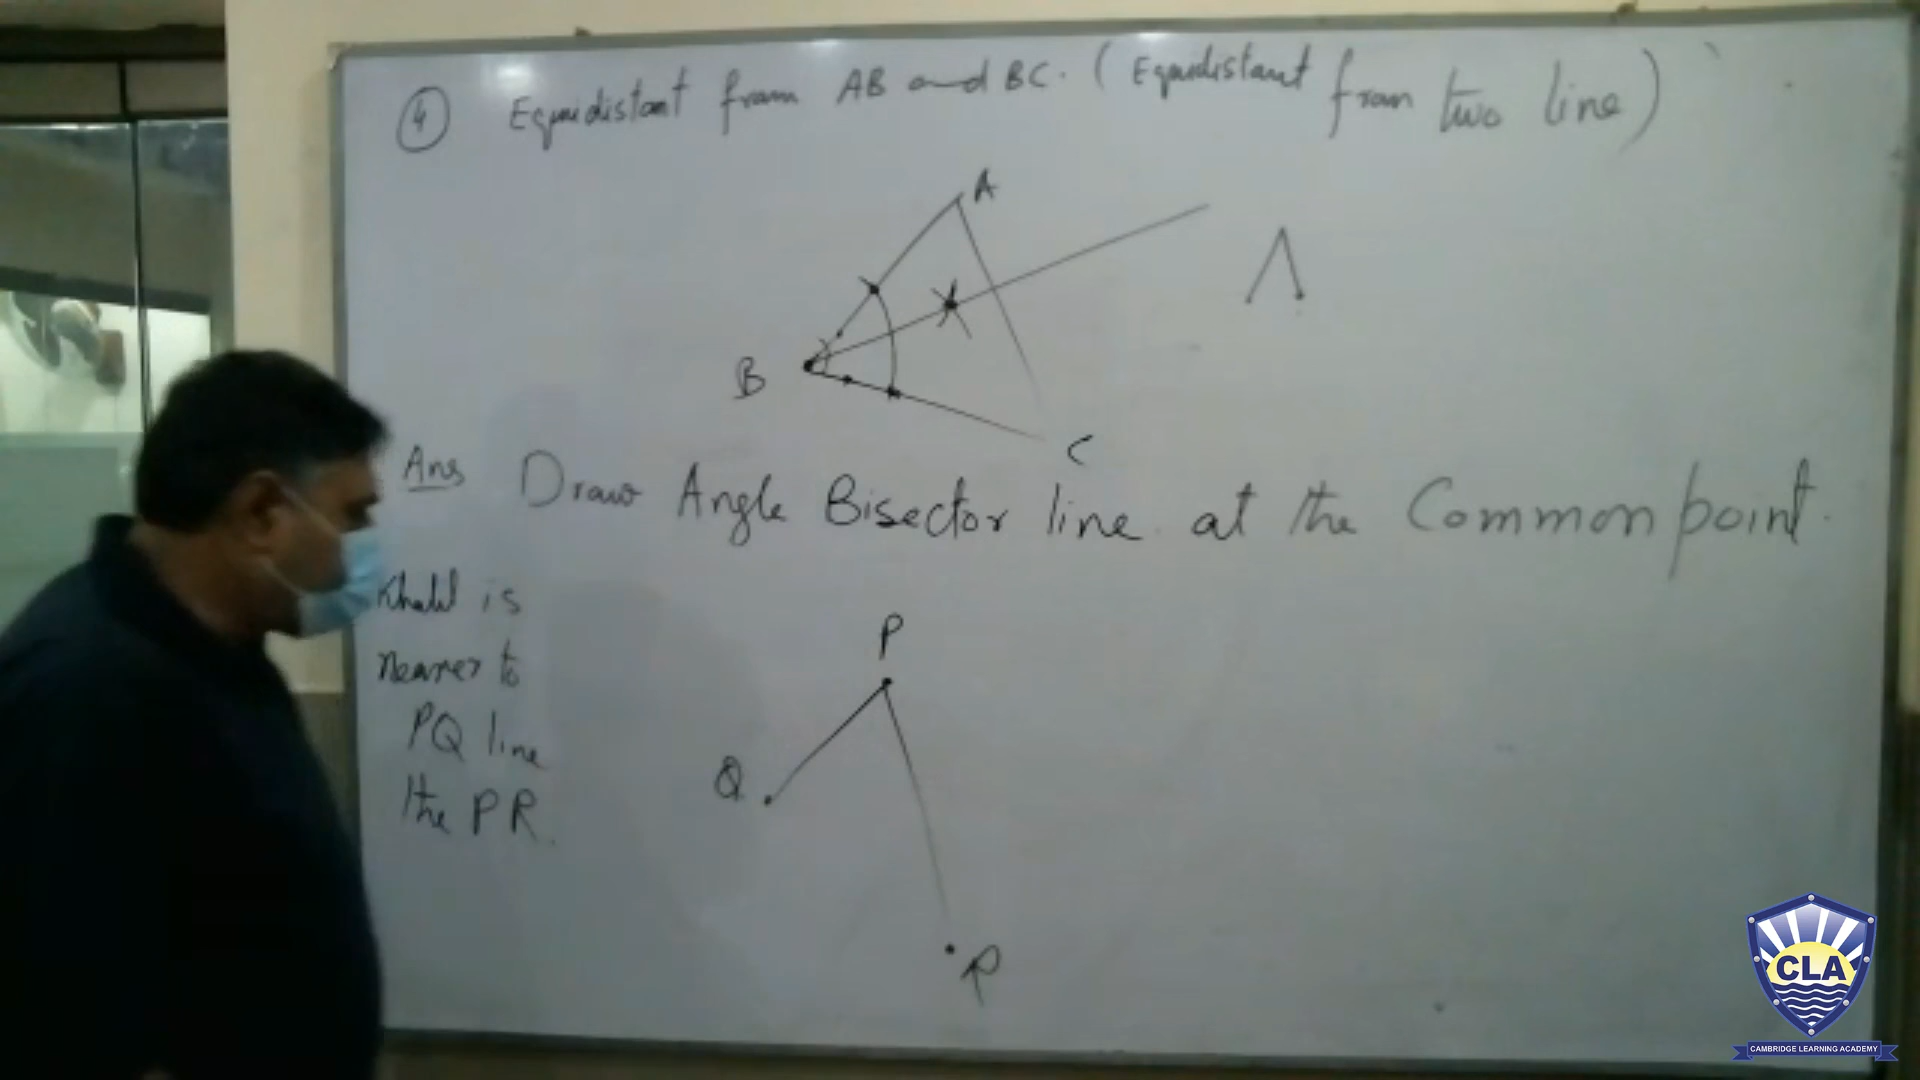 4 Equidistant from AB and BC. (Equidistant from two line)
A
B
C
Ans Draw Angle Bisector line at the Common point.
Khalil is
nearer to
PQ line
the PR.
P
Q
R
CLA
CAMBRIDGE LEARNING ACADEMY